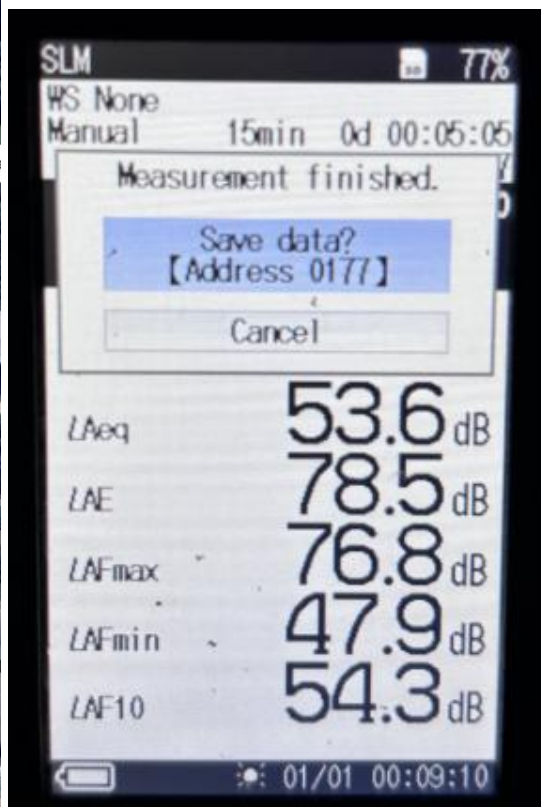 SLM 77%
WS None
Manual 15min 0d 00:05:05
Measurement finished.
Save data?
【Address 0177】
Cancel
LAeq 53.6 dB
LAE 78.5 dB
LAFmax 76.8 dB
LAFmin 47.9 dB
LAF10 54.3 dB
01/01 00:09:10